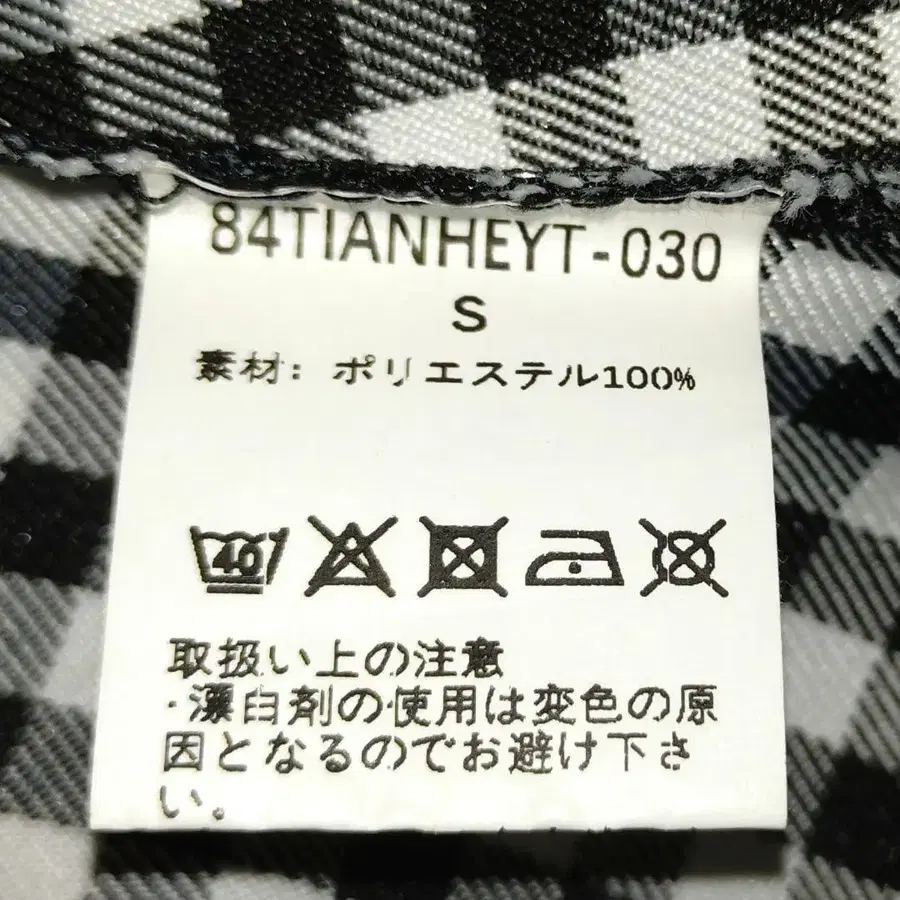 84TIANHEYT-030
S
素材: ポリエステル100%
40
取扱い上の注意
・漂白剤の使用は変色の原
因となるのでお避け下さ
い。